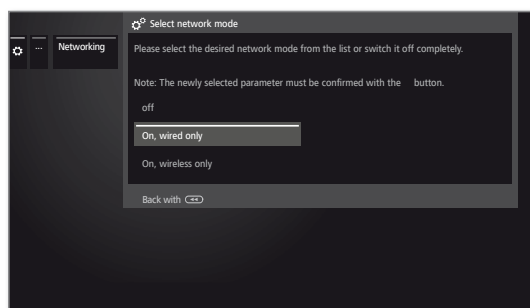 Select network mode
... Networking
Please select the desired network mode from the list or switch it off completely.
Note: The newly selected parameter must be confirmed with the button.
off
On, wired only
On, wireless only
Back with